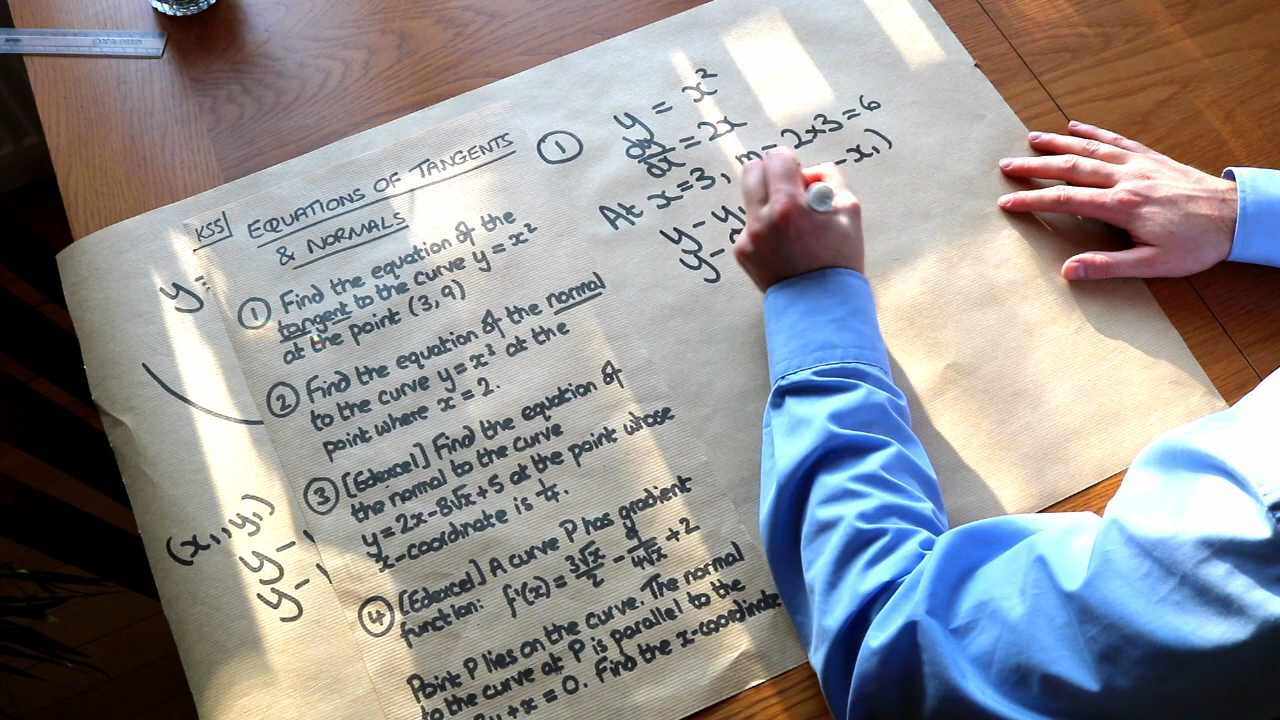 KS5 EQUATIONS OF TANGENTS
& NORMALS
① Find the equation of the
tangent to the curve y = x²
at the point (3,9)
② Find the equation of the normal
to the curve y = x³ at the
point where x = 2.
③ [Edexcel] Find the equation of
the normal to the curve
y = 2x - 8√x + 5 at the point whose
x-coordinate is 1/4.
④ [Edexcel] A curve P has gradient
function: f'(x) = 3√x/2 - 9/4√x + 2
Point P lies on the curve. The normal
to the curve at P is parallel to the
y + x = 0. Find the x-coordinate
y =
(x₁, y₁)
y -
y -
① y = x²
dy/dx = 2x
At x = 3, m = 2×3 = 6
y - y₁ - x₁)
y -